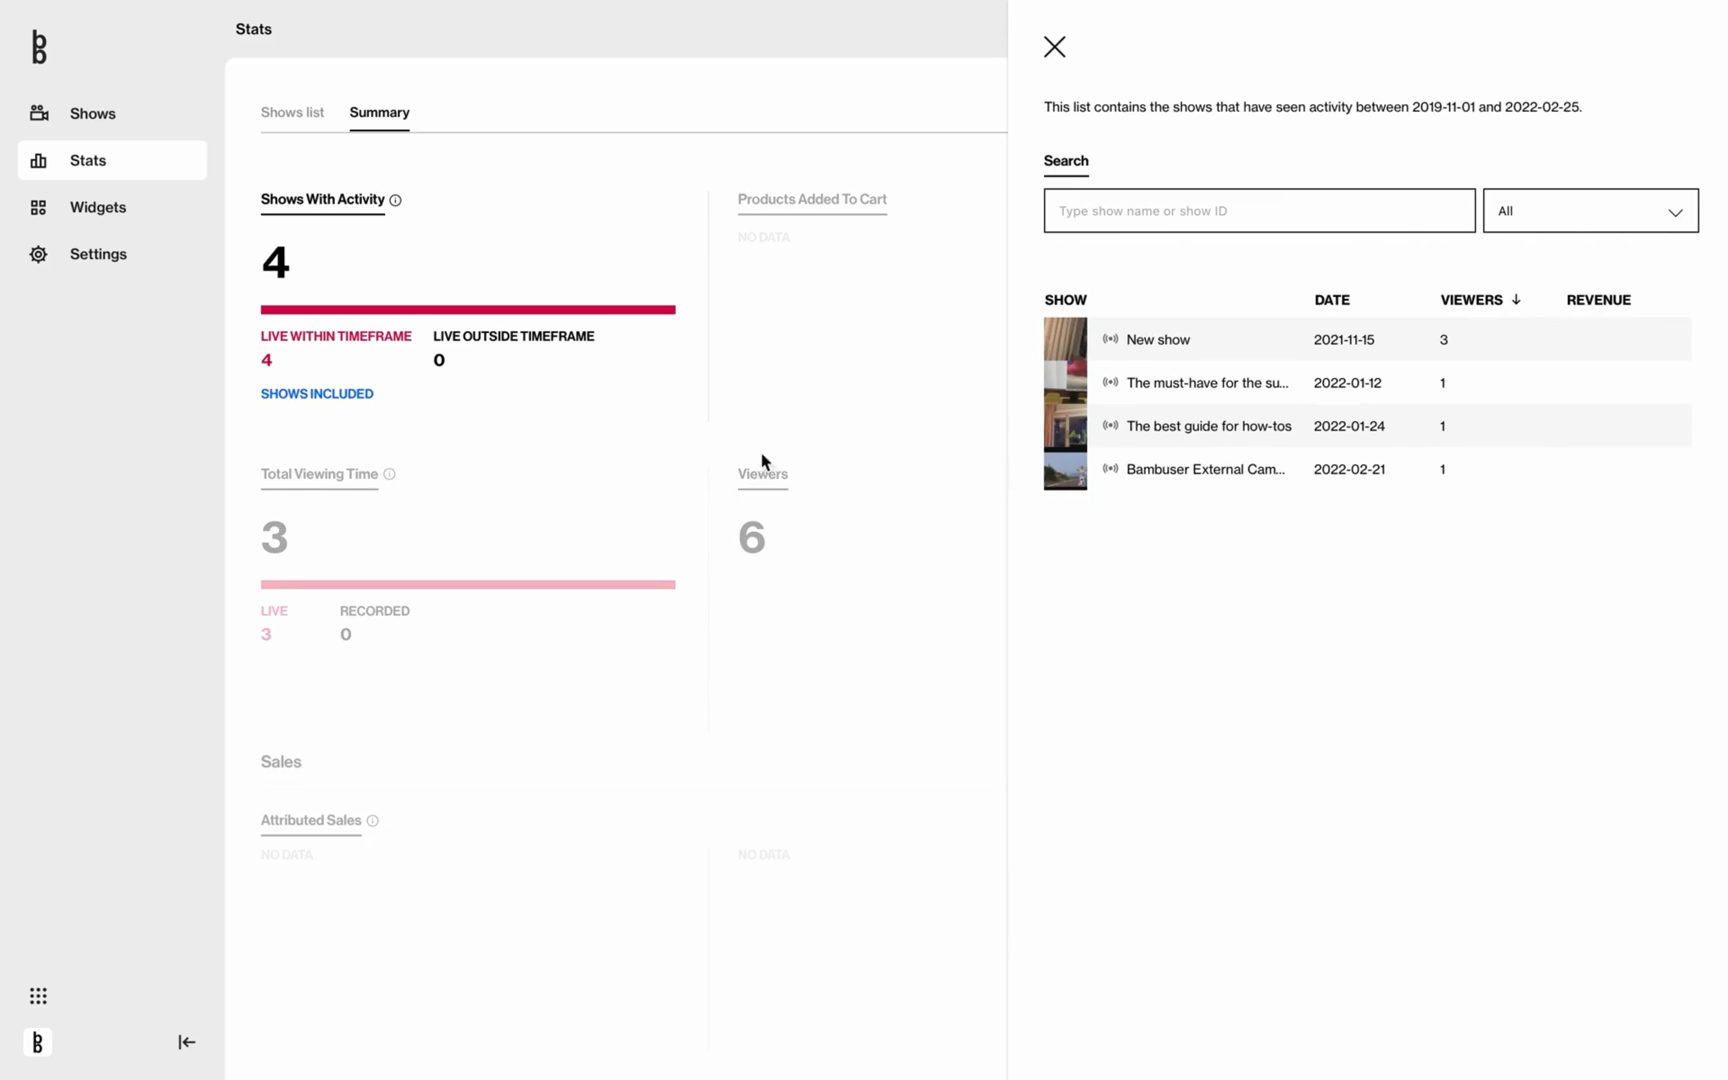 Stats
Shows
Stats
Widgets
Settings
Shows list
Summary
Shows With Activity
4
LIVE WITHIN TIMEFRAME
4
LIVE OUTSIDE TIMEFRAME
0
SHOWS INCLUDED
Products Added To Cart
NO DATA
Total Viewing Time
3
LIVE
3
RECORDED
0
Viewers
6
Sales
Attributed Sales
NO DATA
NO DATA
This list contains the shows that have seen activity between 2019-11-01 and 2022-02-25.
Search
Type show name or show ID
All
SHOW DATE VIEWERS REVENUE
New show 2021-11-15 3
The must-have for the su... 2022-01-12 1
The best guide for how-tos 2022-01-24 1
Bambuser External Cam... 2022-02-21 1